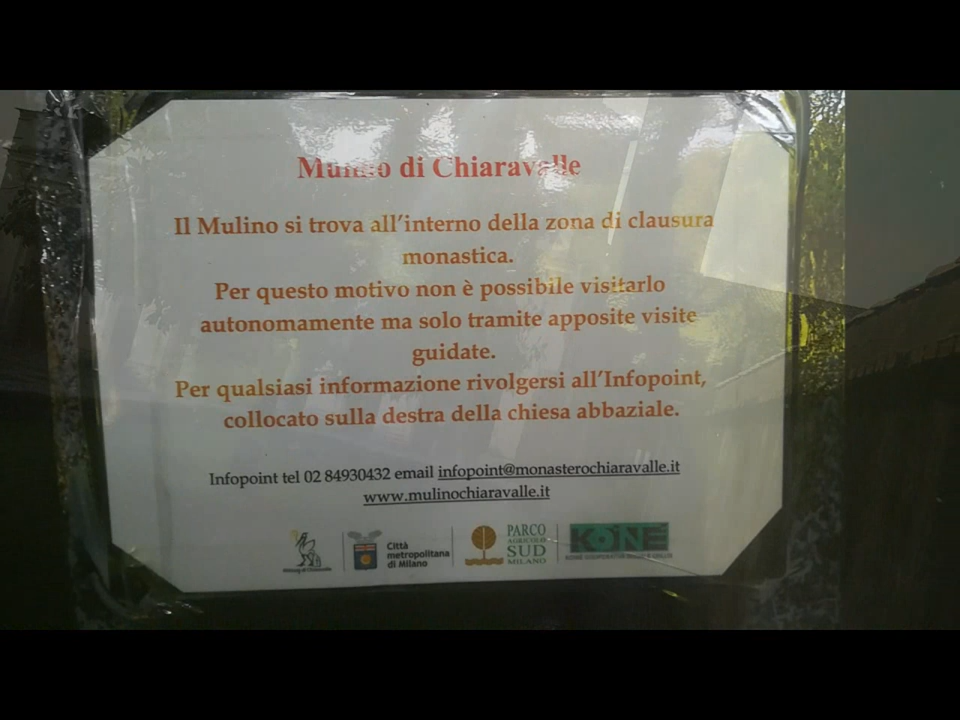 Mulino di Chiaravalle
Il Mulino si trova all'interno della zona di clausura
monastica.
Per questo motivo non è possibile visitarlo
autonomamente ma solo tramite apposite visite
guidate.
Per qualsiasi informazione rivolgersi all'Infopoint,
collocato sulla destra della chiesa abbaziale.
Infopoint tel 02 84930432 email infopoint@monasterochiaravalle.it
www.mulinochiaravalle.it
Città
metropolitana
di Milano
PARCO
AGRICOLO
SUD
MILANO
KOINÈ